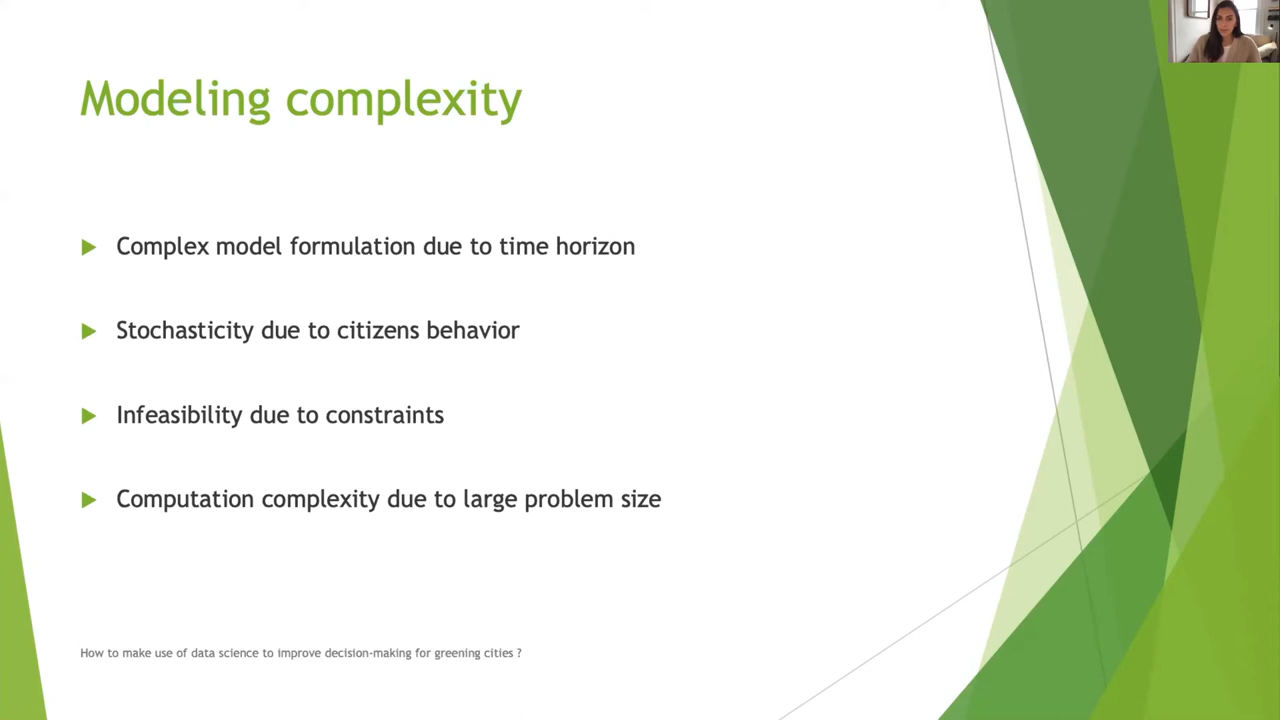 Modeling complexity
Complex model formulation due to time horizon
Stochasticity due to citizens behavior
Infeasibility due to constraints
Computation complexity due to large problem size
How to make use of data science to improve decision-making for greening cities ?